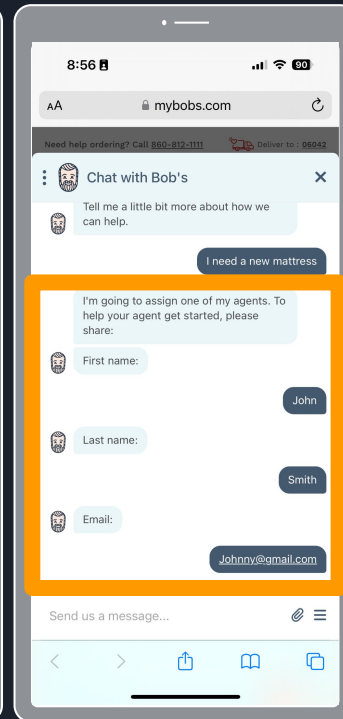 8:56
90
AA
mybobs.com
Need help ordering? Call 860-812-1111
Deliver to : 06042
Chat with Bob's
Tell me a little bit more about how we
can help.
I need a new mattress
I'm going to assign one of my agents. To
help your agent get started, please
share:
First name:
John
Last name:
Smith
Email:
Johnny@gmail.com
Send us a message...